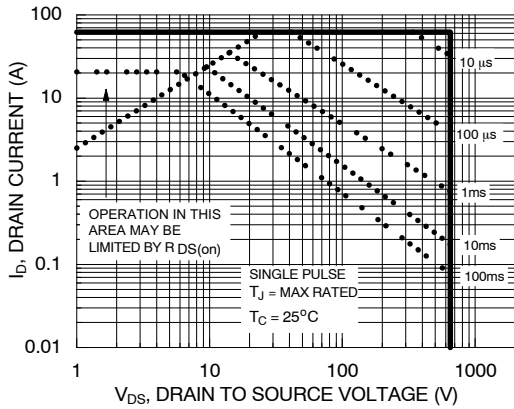 100
10
1
0.1
0.01
I_D, DRAIN CURRENT (A)
10 μs
100 μs
1ms
10ms
100ms
OPERATION IN THIS
AREA MAY BE
LIMITED BY R DS(on)
SINGLE PULSE
T_J = MAX RATED
T_C = 25°C
1
10
100
1000
V_DS, DRAIN TO SOURCE VOLTAGE (V)